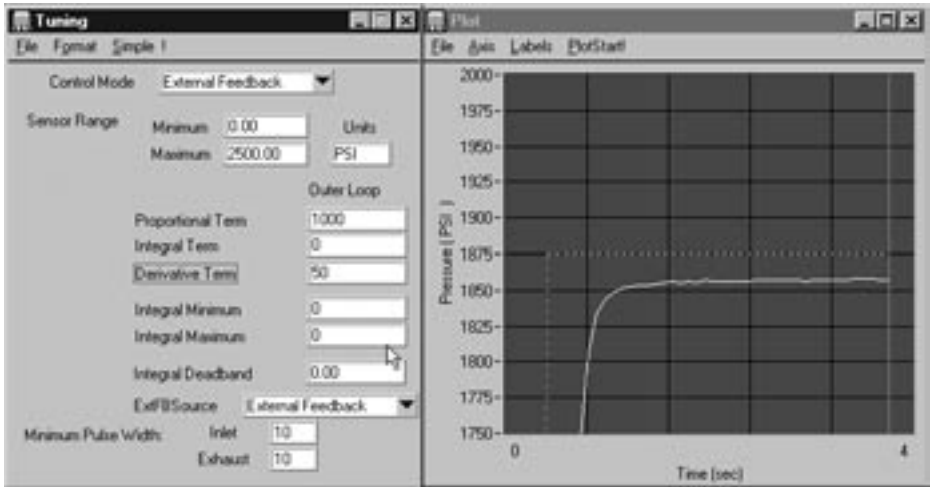 Tuning
File Format Simple !
Control Mode External Feedback
Sensor Range Minimum 0.00 Units
Maximum 2500.00 PSI
Outer Loop
Proportional Term 1000
Integral Term 0
Derivative Term 50
Integral Minimum 0
Integral Maximum 0
Integral Deadband 0.00
ExtFBSource External Feedback
Minimum Pulse Width: Inlet 10
Exhaust 10
Plot
File Axis Labels PlotStart!
2000
1975
1950
1925
1900
1875
1850
1825
1800
1775
1750
Pressure ( PSI )
0 4
Time (sec)